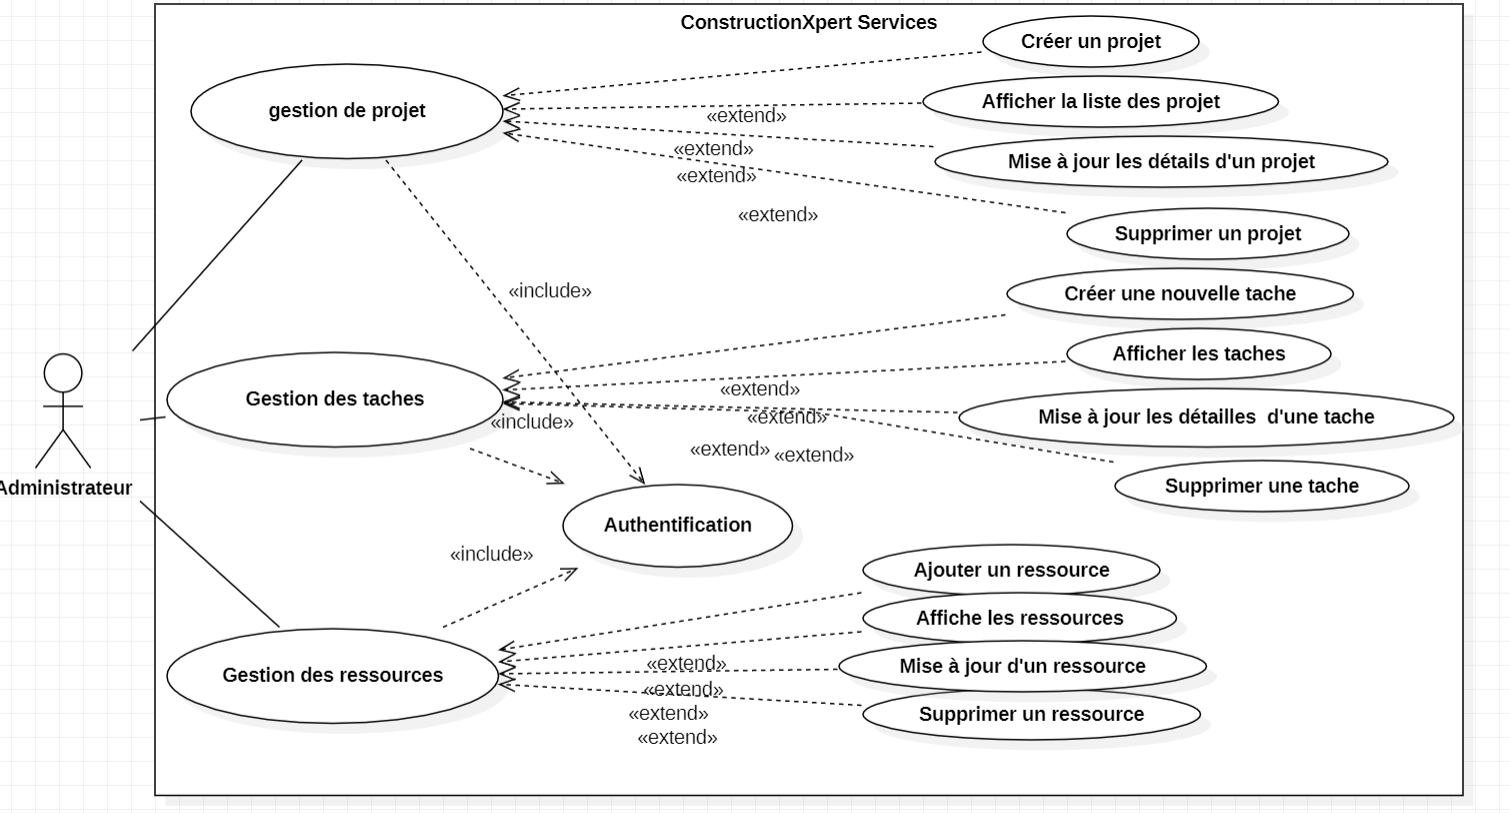 ConstructionXpert Services
Créer un projet
gestion de projet
Afficher la liste des projet
«extend»
«extend»
Mise à jour les détails d'un projet
«extend»
«extend»
Supprimer un projet
«include»
Créer une nouvelle tache
Afficher les taches
«extend»
Gestion des taches
«include»
«extend»
Mise à jour les détailles  d'une tache
«extend»
«extend»
Supprimer une tache
Administrateur
Authentification
«include»
Ajouter un ressource
Affiche les ressources
«extend»
Mise à jour d'un ressource
Gestion des ressources
«extend»
«extend»
Supprimer un ressource
«extend»